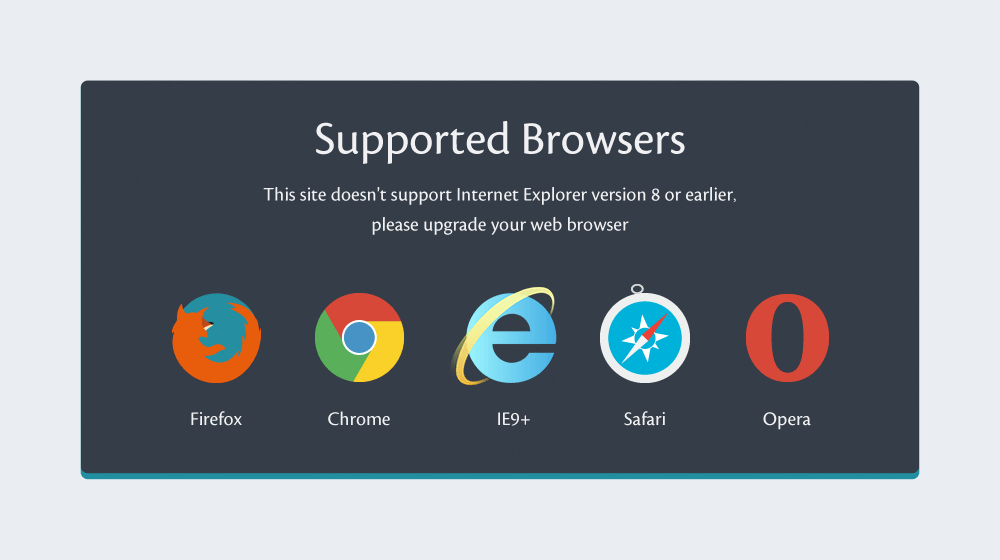 Supported Browsers
This site doesn't support Internet Explorer version 8 or earlier,
please upgrade your web browser
Firefox
Chrome
IE9+
Safari
Opera